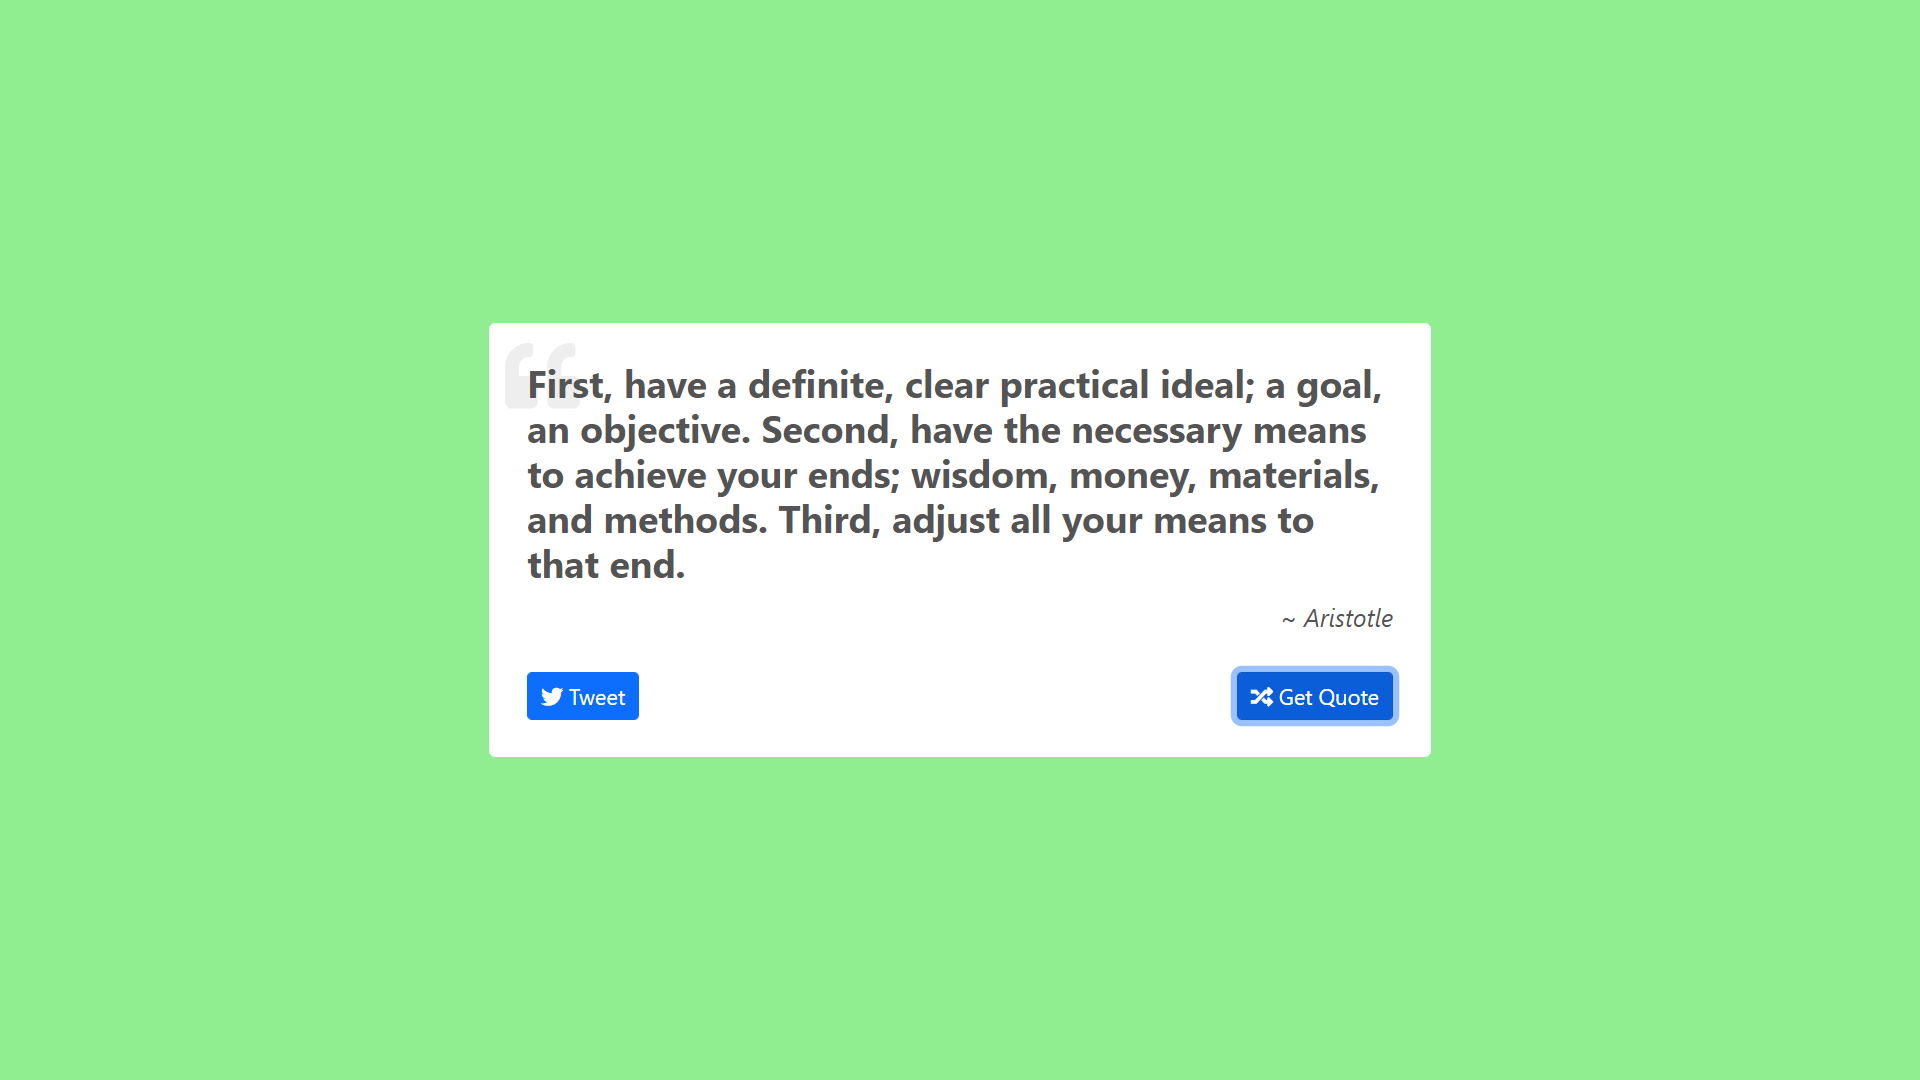 First, have a definite, clear practical ideal; a goal,
an objective. Second, have the necessary means
to achieve your ends; wisdom, money, materials,
and methods. Third, adjust all your means to
that end.
~ Aristotle
Tweet
Get Quote